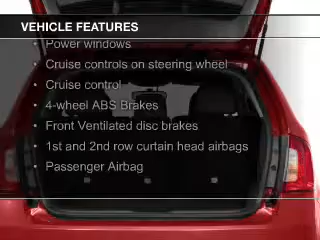 VEHICLE FEATURES
• Power windows
• Cruise controls on steering wheel
• Cruise control
• 4-wheel ABS Brakes
• Front Ventilated disc brakes
• 1st and 2nd row curtain head airbags
• Passenger Airbag